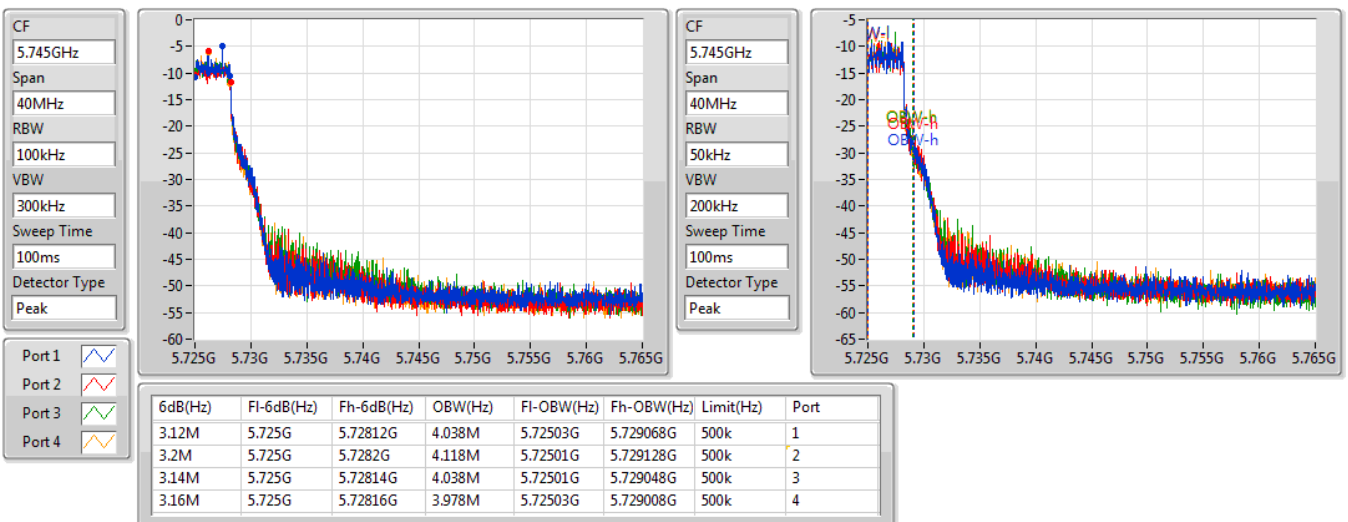 CF
5.745GHz
Span
40MHz
RBW
100kHz
VBW
300kHz
Sweep Time
100ms
Detector Type
Peak
0
-5
-10
-15
-20
-25
-30
-35
-40
-45
-50
-55
-60
5.725G 5.73G 5.735G 5.74G 5.745G 5.75G 5.755G 5.76G 5.765G
CF
5.745GHz
Span
40MHz
RBW
50kHz
VBW
200kHz
Sweep Time
100ms
Detector Type
Peak
-5
-10
-15
-20
-25
-30
-35
-40
-45
-50
-55
-60
-65
W-l
OBW-h
OBW-h
OBW-h
5.725G 5.73G 5.735G 5.74G 5.745G 5.75G 5.755G 5.76G 5.765G
Port 1
Port 2
Port 3
Port 4
6dB(Hz) Fl-6dB(Hz) Fh-6dB(Hz) OBW(Hz) Fl-OBW(Hz) Fh-OBW(Hz) Limit(Hz) Port
3.12M 5.725G 5.72812G 4.038M 5.72503G 5.729068G 500k 1
3.2M 5.725G 5.7282G 4.118M 5.72501G 5.729128G 500k 2
3.14M 5.725G 5.72814G 4.038M 5.72501G 5.729048G 500k 3
3.16M 5.725G 5.72816G 3.978M 5.72503G 5.729008G 500k 4